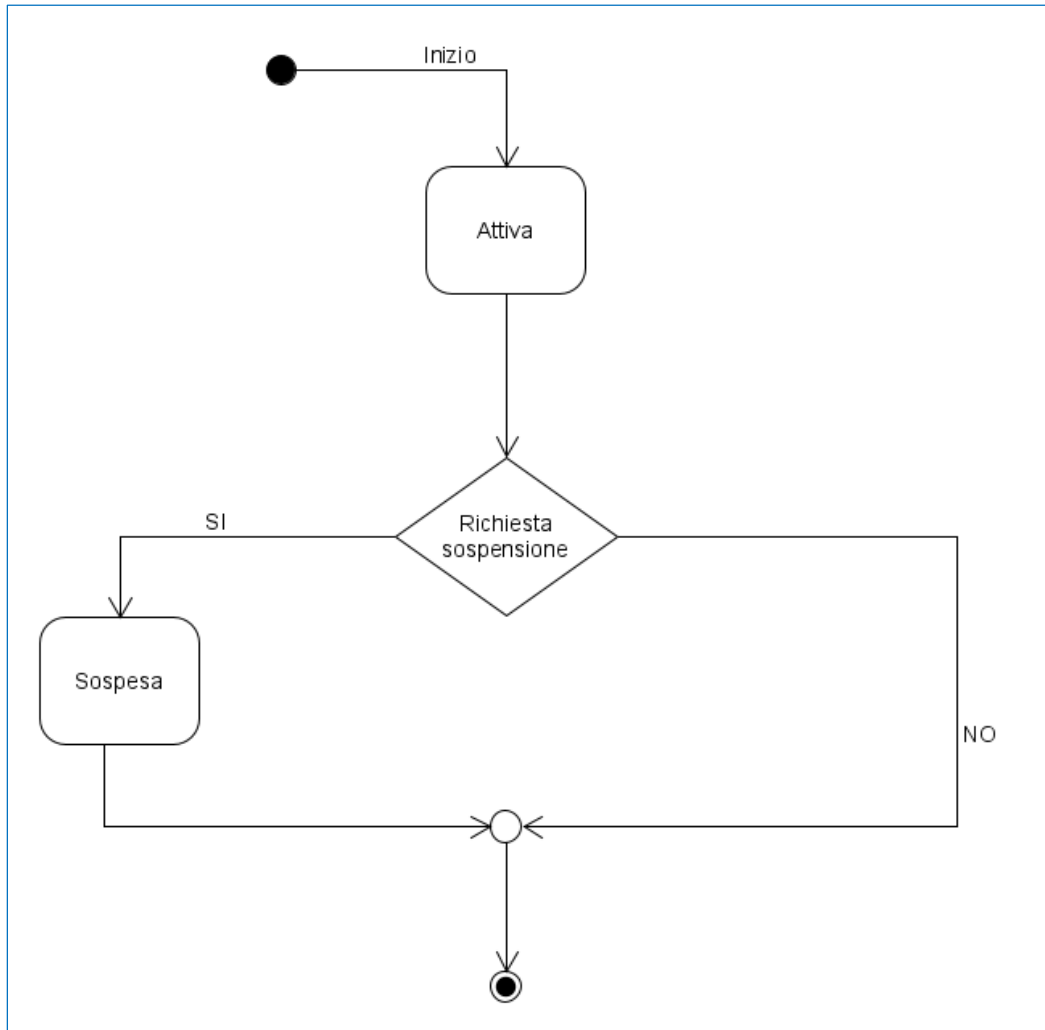 Inizio
Attiva
Richiesta
sospensione
SI
Sospesa
NO